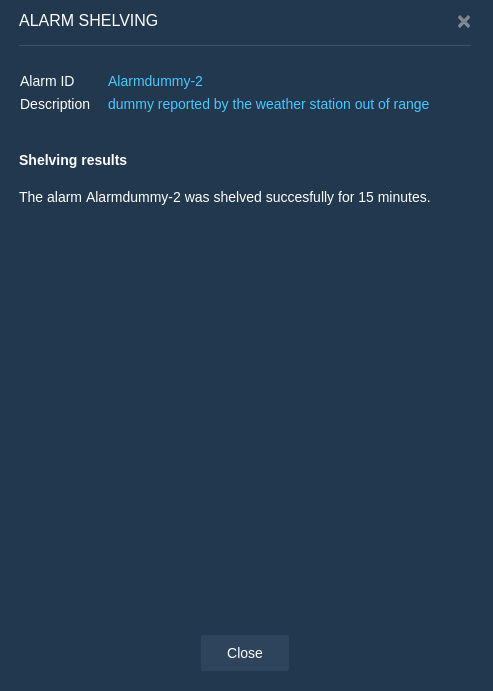 ALARM SHELVING
Alarm ID Alarmdummy-2
Description dummy reported by the weather station out of range
Shelving results
The alarm Alarmdummy-2 was shelved succesfully for 15 minutes.
Close